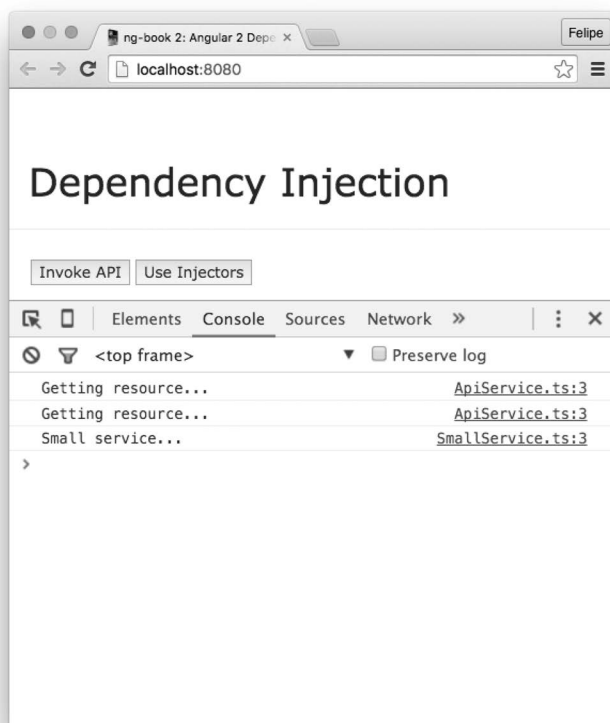 ng-book 2: Angular 2 Depe
Felipe
localhost:8080
Dependency Injection
Invoke API Use Injectors
Elements Console Sources Network »
<top frame> Preserve log
Getting resource... ApiService.ts:3
Getting resource... ApiService.ts:3
Small service... SmallService.ts:3
>